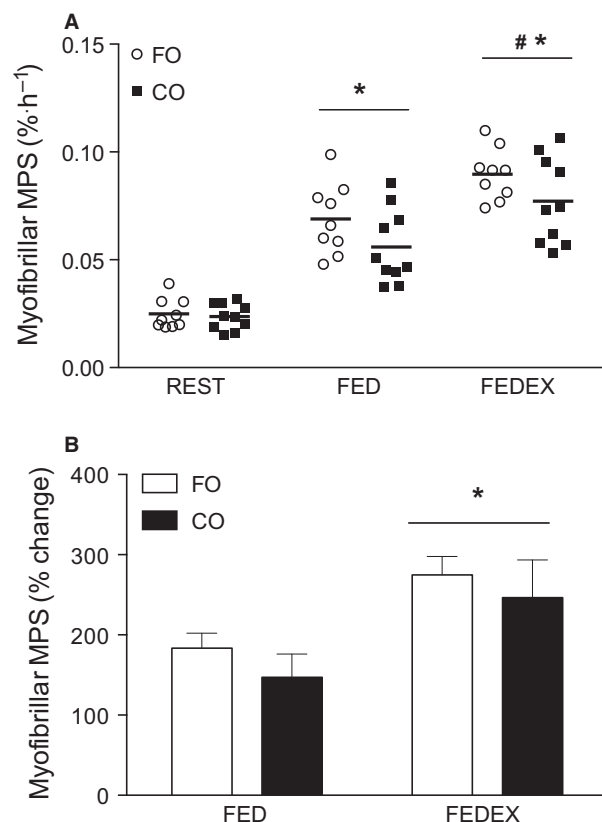 A
Myofibrillar MPS (%·h⁻¹)
0.15
0.10
0.05
0.00
FO
CO
*
# *
REST
FED
FEDEX
B
Myofibrillar MPS (% change)
400
300
200
100
0
FO
CO
*
FED
FEDEX